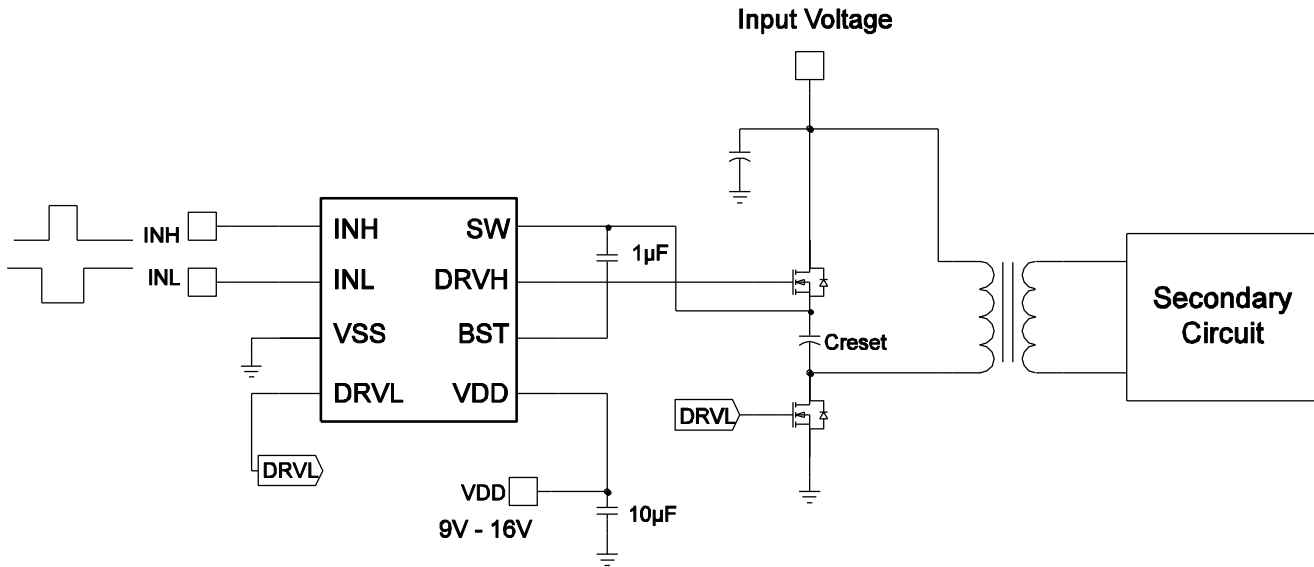 Input Voltage
INH
INL
INH
INL
VSS
DRVL
SW
DRVH
BST
VDD
1µF
Creset
Secondary
Circuit
DRVL
DRVL
VDD
9V - 16V
10µF